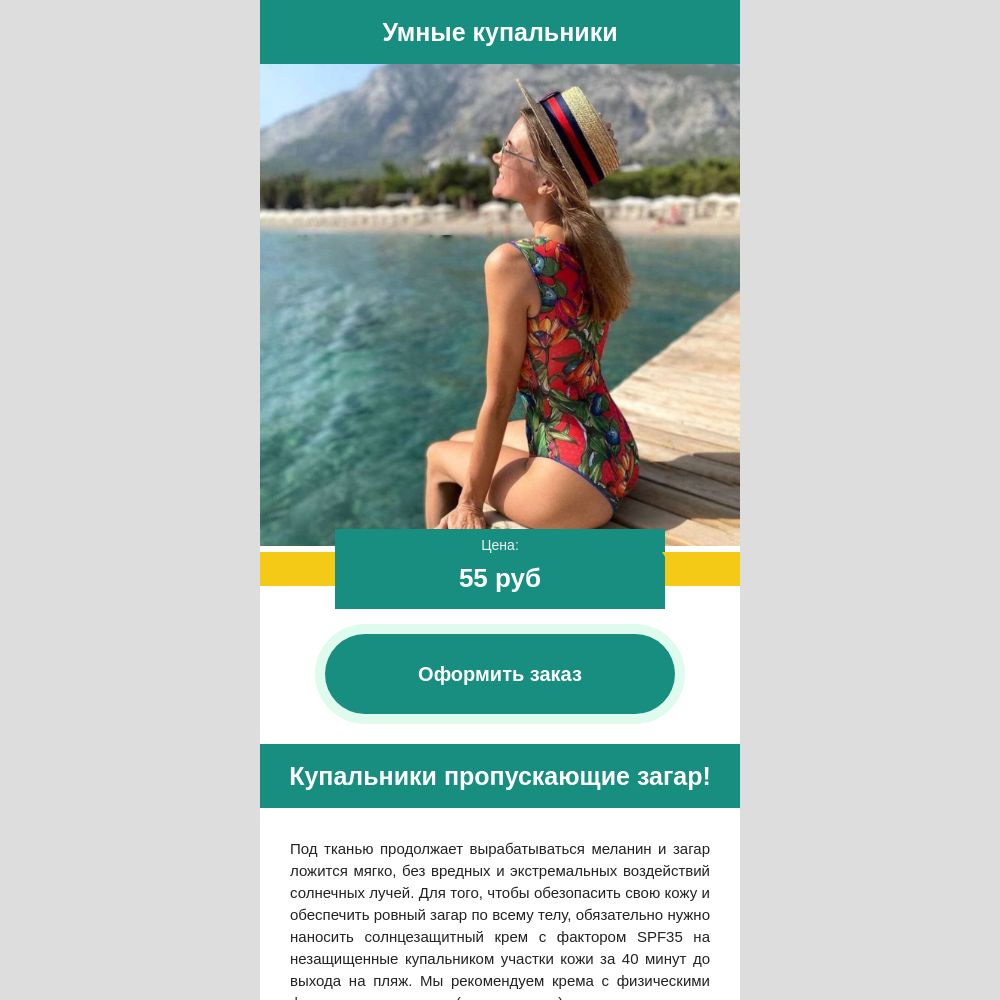 Умные купальники
Цена:
55 руб
Оформить заказ
Купальники пропускающие загар!
Под тканью продолжает вырабатываться меланин и загар
ложится мягко, без вредных и экстремальных воздействий
солнечных лучей. Для того, чтобы обезопасить свою кожу и
обеспечить ровный загар по всему телу, обязательно нужно
наносить солнцезащитный крем с фактором SPF35 на
незащищенные купальником участки кожи за 40 минут до
выхода на пляж. Мы рекомендуем крема с физическими